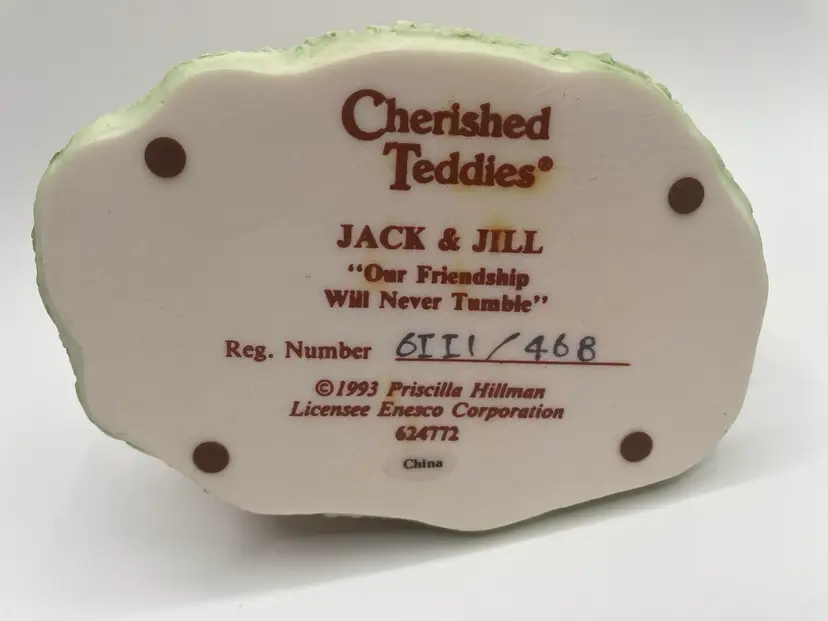 Cherished
Teddies®
JACK & JILL
“Our Friendship
Will Never Tumble”
Reg. Number 6III/468
©1993 Priscilla Hillman
Licensee Enesco Corporation
624772
China